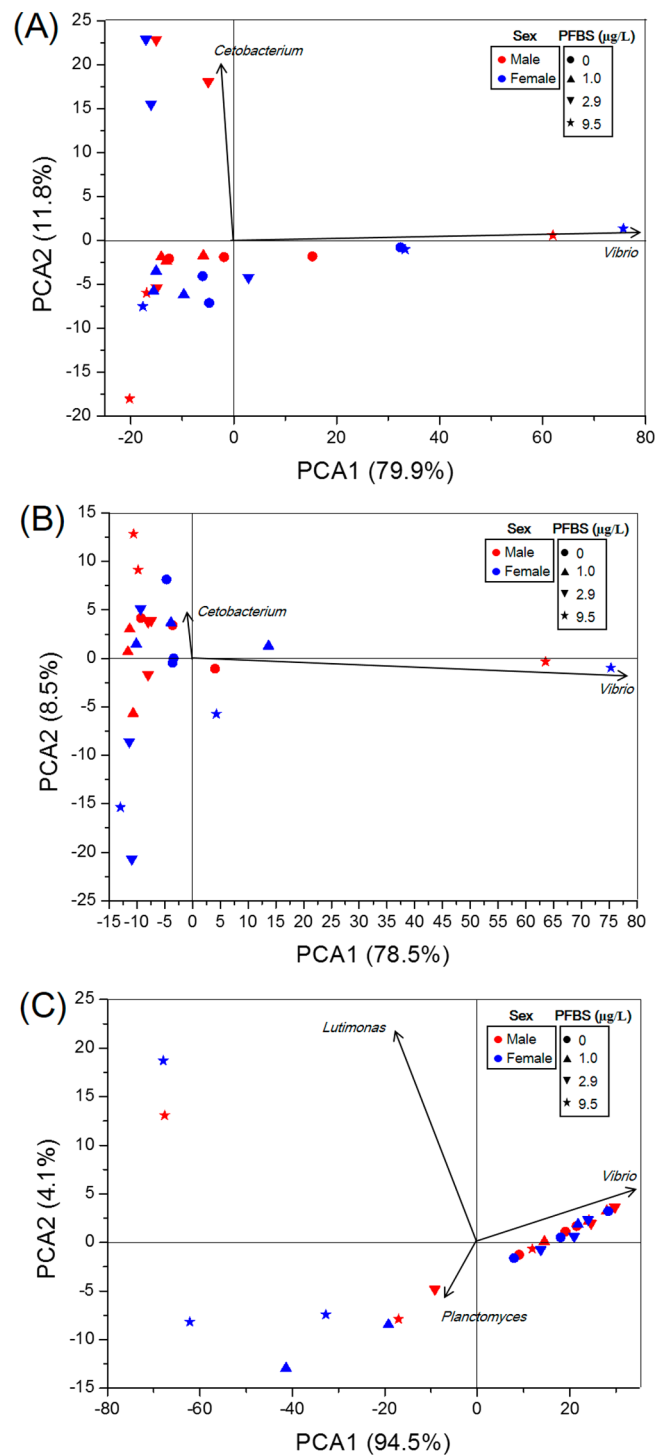 (A)
25
20
15
10
5
0
-5
-10
-15
-20
PCA2 (11.8%)
Cetobacterium
Vibrio
Sex
Male
Female
PFBS (μg/L)
0
1.0
2.9
9.5
-20 0 20 40 60 80
PCA1 (79.9%)
(B)
15
10
5
0
-5
-10
-15
-20
-25
PCA2 (8.5%)
Cetobacterium
Vibrio
Sex
Male
Female
PFBS (μg/L)
0
1.0
2.9
9.5
-15 -10 -5 0 5 10 15 20 25 30 35 40 45 50 55 60 65 70 75 80
PCA1 (78.5%)
(C)
25
20
15
10
5
0
-5
-10
-15
PCA2 (4.1%)
Lutimonas
Vibrio
Planctomyces
Sex
Male
Female
PFBS (μg/L)
0
1.0
2.9
9.5
-80 -60 -40 -20 0 20
PCA1 (94.5%)